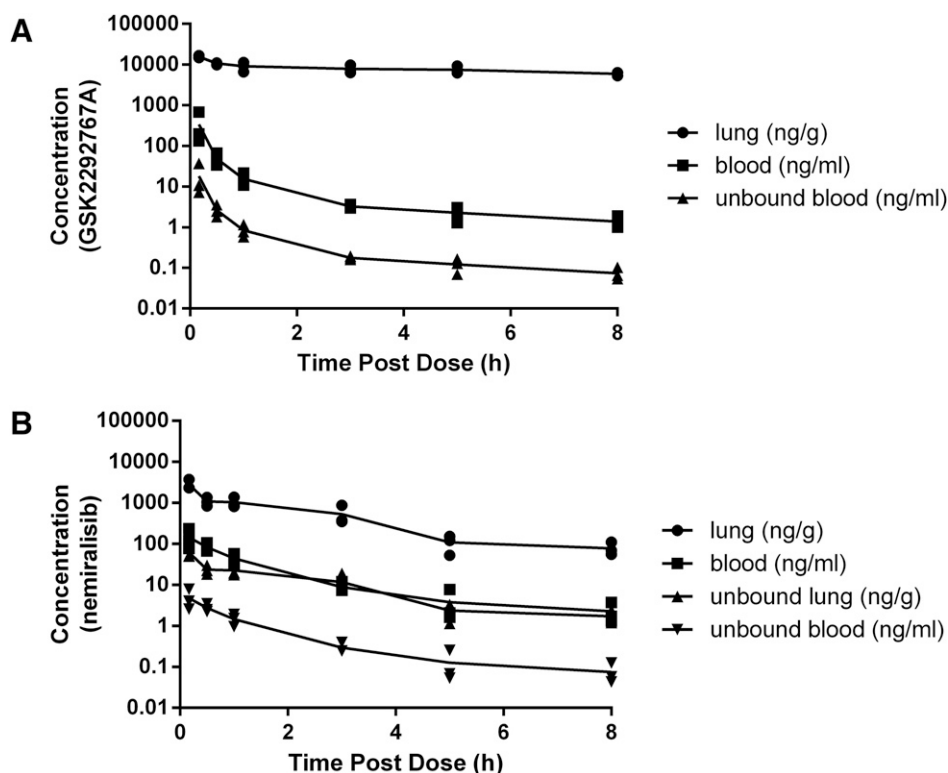 A
100000
10000
1000
100
10
1
0.1
0.01
Concentration
(GSK2292767A)
0 2 4 6 8
Time Post Dose (h)
lung (ng/g)
blood (ng/ml)
unbound blood (ng/ml)
B
100000
10000
1000
100
10
1
0.1
0.01
Concentration
(nemiralisib)
0 2 4 6 8
Time Post Dose (h)
lung (ng/g)
blood (ng/ml)
unbound lung (ng/g)
unbound blood (ng/ml)